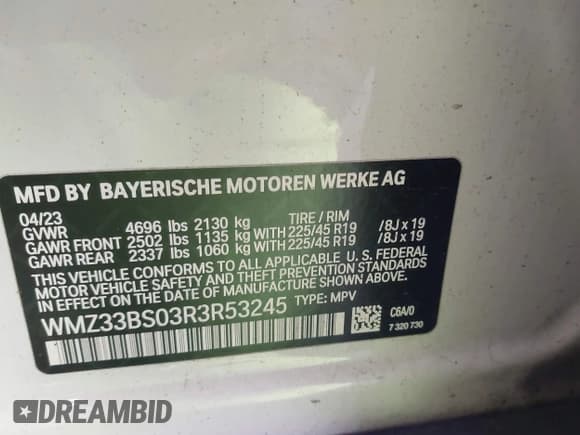 MFD BY BAYERISCHE MOTOREN WERKE AG
04/23
GVWR 4696 lbs 2130 kg TIRE / RIM
GAWR FRONT 2502 lbs 1135 kg WITH 225/45 R19 /8J x 19
GAWR REAR 2337 lbs 1060 kg WITH 225/45 R19 /8J x 19
THIS VEHICLE CONFORMS TO ALL APPLICABLE U. S. FEDERAL
MOTOR VEHICLE SAFETY AND THEFT PREVENTION STANDARDS
IN EFFECT ON THE DATE OF MANUFACTURE SHOWN ABOVE.
WMZ33BS03R3R53245 TYPE: MPV
C6A/0
7 320 730
DREAMBID